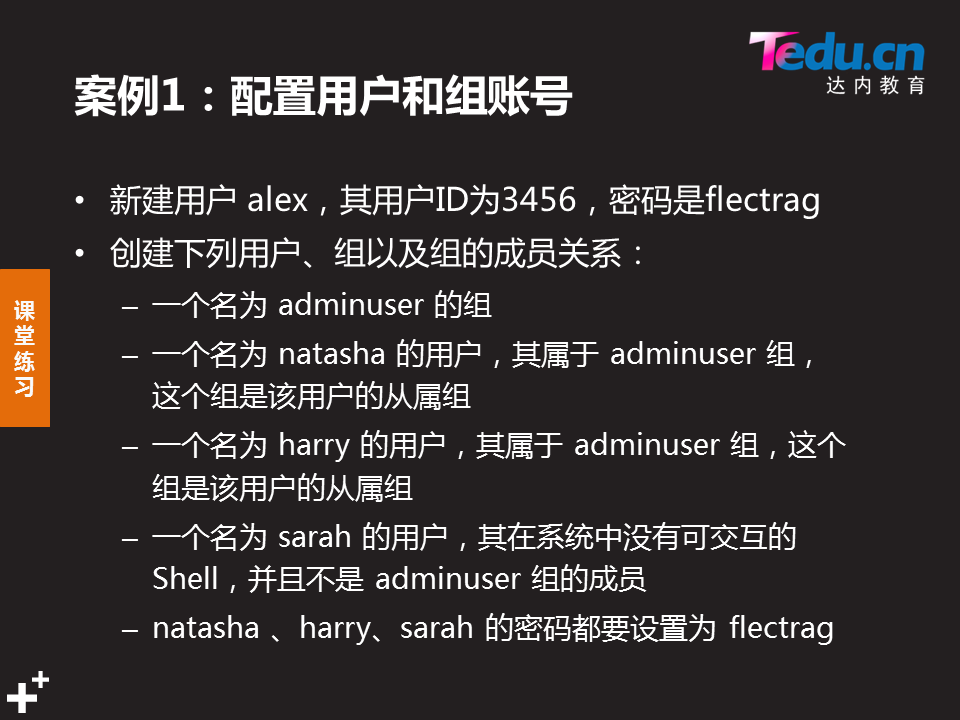 Tedu.cn
达内教育
案例1：配置用户和组账号
• 新建用户 alex，其用户ID为3456，密码是flectrag
• 创建下列用户、组以及组的成员关系：
– 一个名为 adminuser 的组
– 一个名为 natasha 的用户，其属于 adminuser 组，
这个组是该用户的从属组
– 一个名为 harry 的用户，其属于 adminuser 组，这个
组是该用户的从属组
– 一个名为 sarah 的用户，其在系统中没有可交互的
Shell，并且不是 adminuser 组的成员
– natasha 、harry、sarah 的密码都要设置为 flectrag
课
堂
练
习